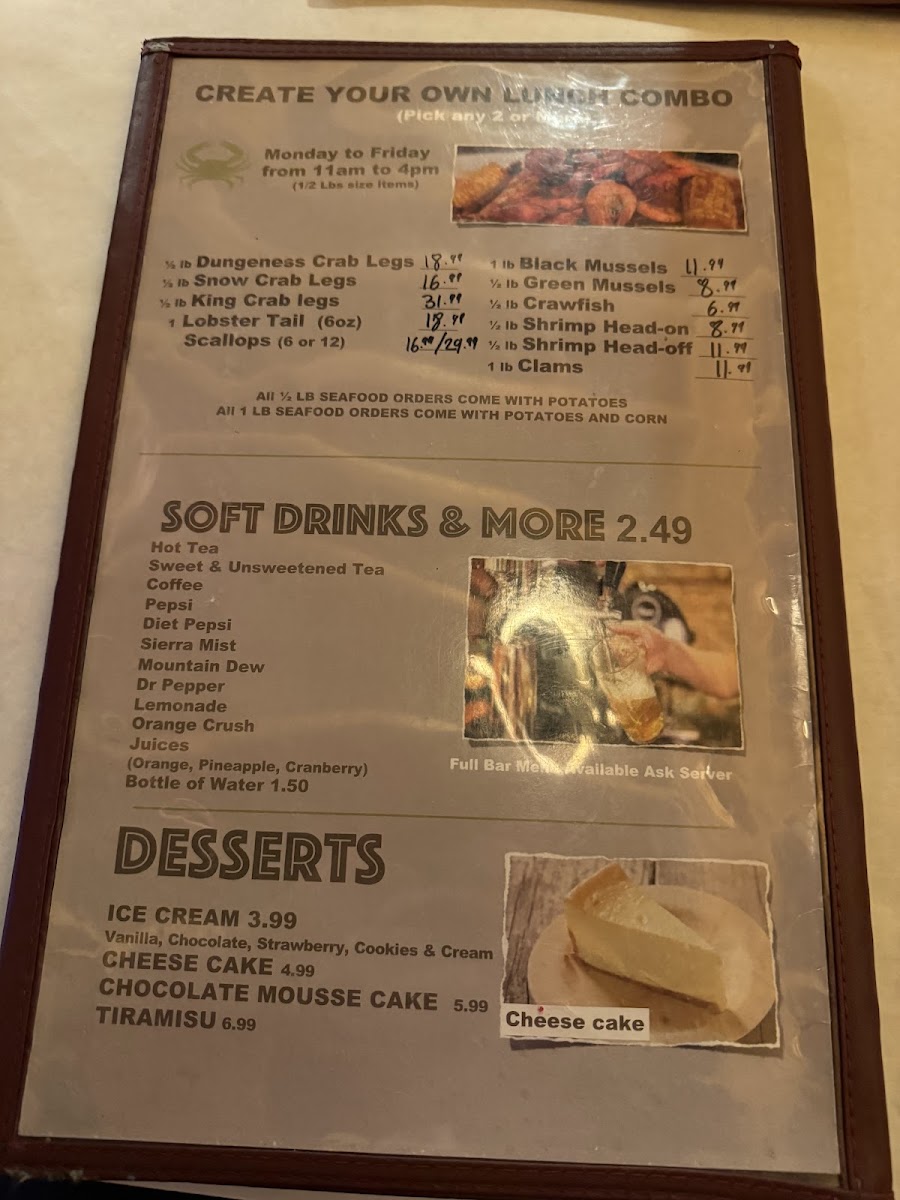 CREATE YOUR OWN LUNCH COMBO
(Pick any 2 or
Monday to Friday
from 11am to 4pm
(1/2 Lbs size items)
½ lb Dungeness Crab Legs 18.99
½ lb Snow Crab Legs 16.99
½ lb King Crab legs 31.99
1 Lobster Tail (6oz) 18.99
Scallops (6 or 12) 16.99/29.99
1 lb Black Mussels 11.99
½ lb Green Mussels 8.99
½ lb Crawfish 6.99
½ lb Shrimp Head-on 8.99
½ lb Shrimp Head-off 11.99
1 lb Clams 11.99
All ½ LB SEAFOOD ORDERS COME WITH POTATOES
All 1 LB SEAFOOD ORDERS COME WITH POTATOES AND CORN
SOFT DRINKS & MORE 2.49
Hot Tea
Sweet & Unsweetened Tea
Coffee
Pepsi
Diet Pepsi
Sierra Mist
Mountain Dew
Dr Pepper
Lemonade
Orange Crush
Juices
(Orange, Pineapple, Cranberry)
Bottle of Water 1.50
Full Bar Menu Available Ask Server
DESSERTS
ICE CREAM 3.99
Vanilla, Chocolate, Strawberry, Cookies & Cream
CHEESE CAKE 4.99
CHOCOLATE MOUSSE CAKE 5.99
TIRAMISU 6.99
Cheese cake